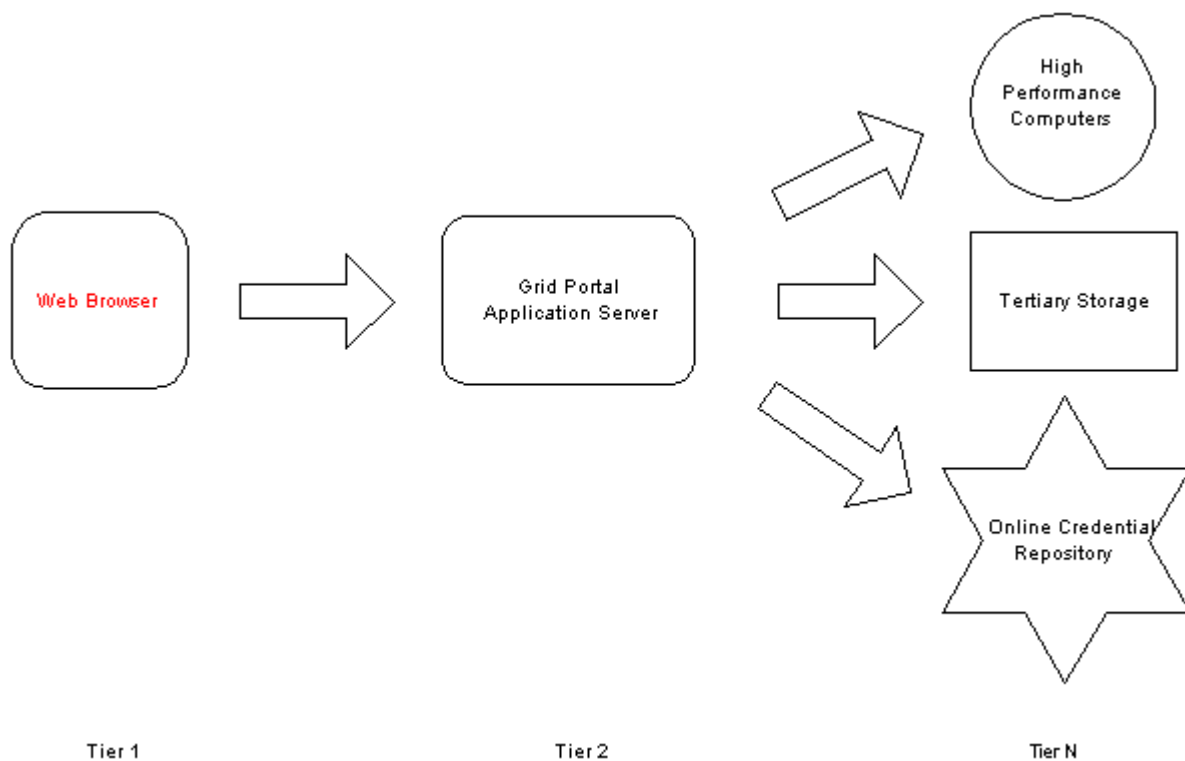 High
Performance
Computers
Web Browser
Grid Portal
Application Server
Tertiary Storage
Online Credential
Repository
Tier 1
Tier 2
Tier N